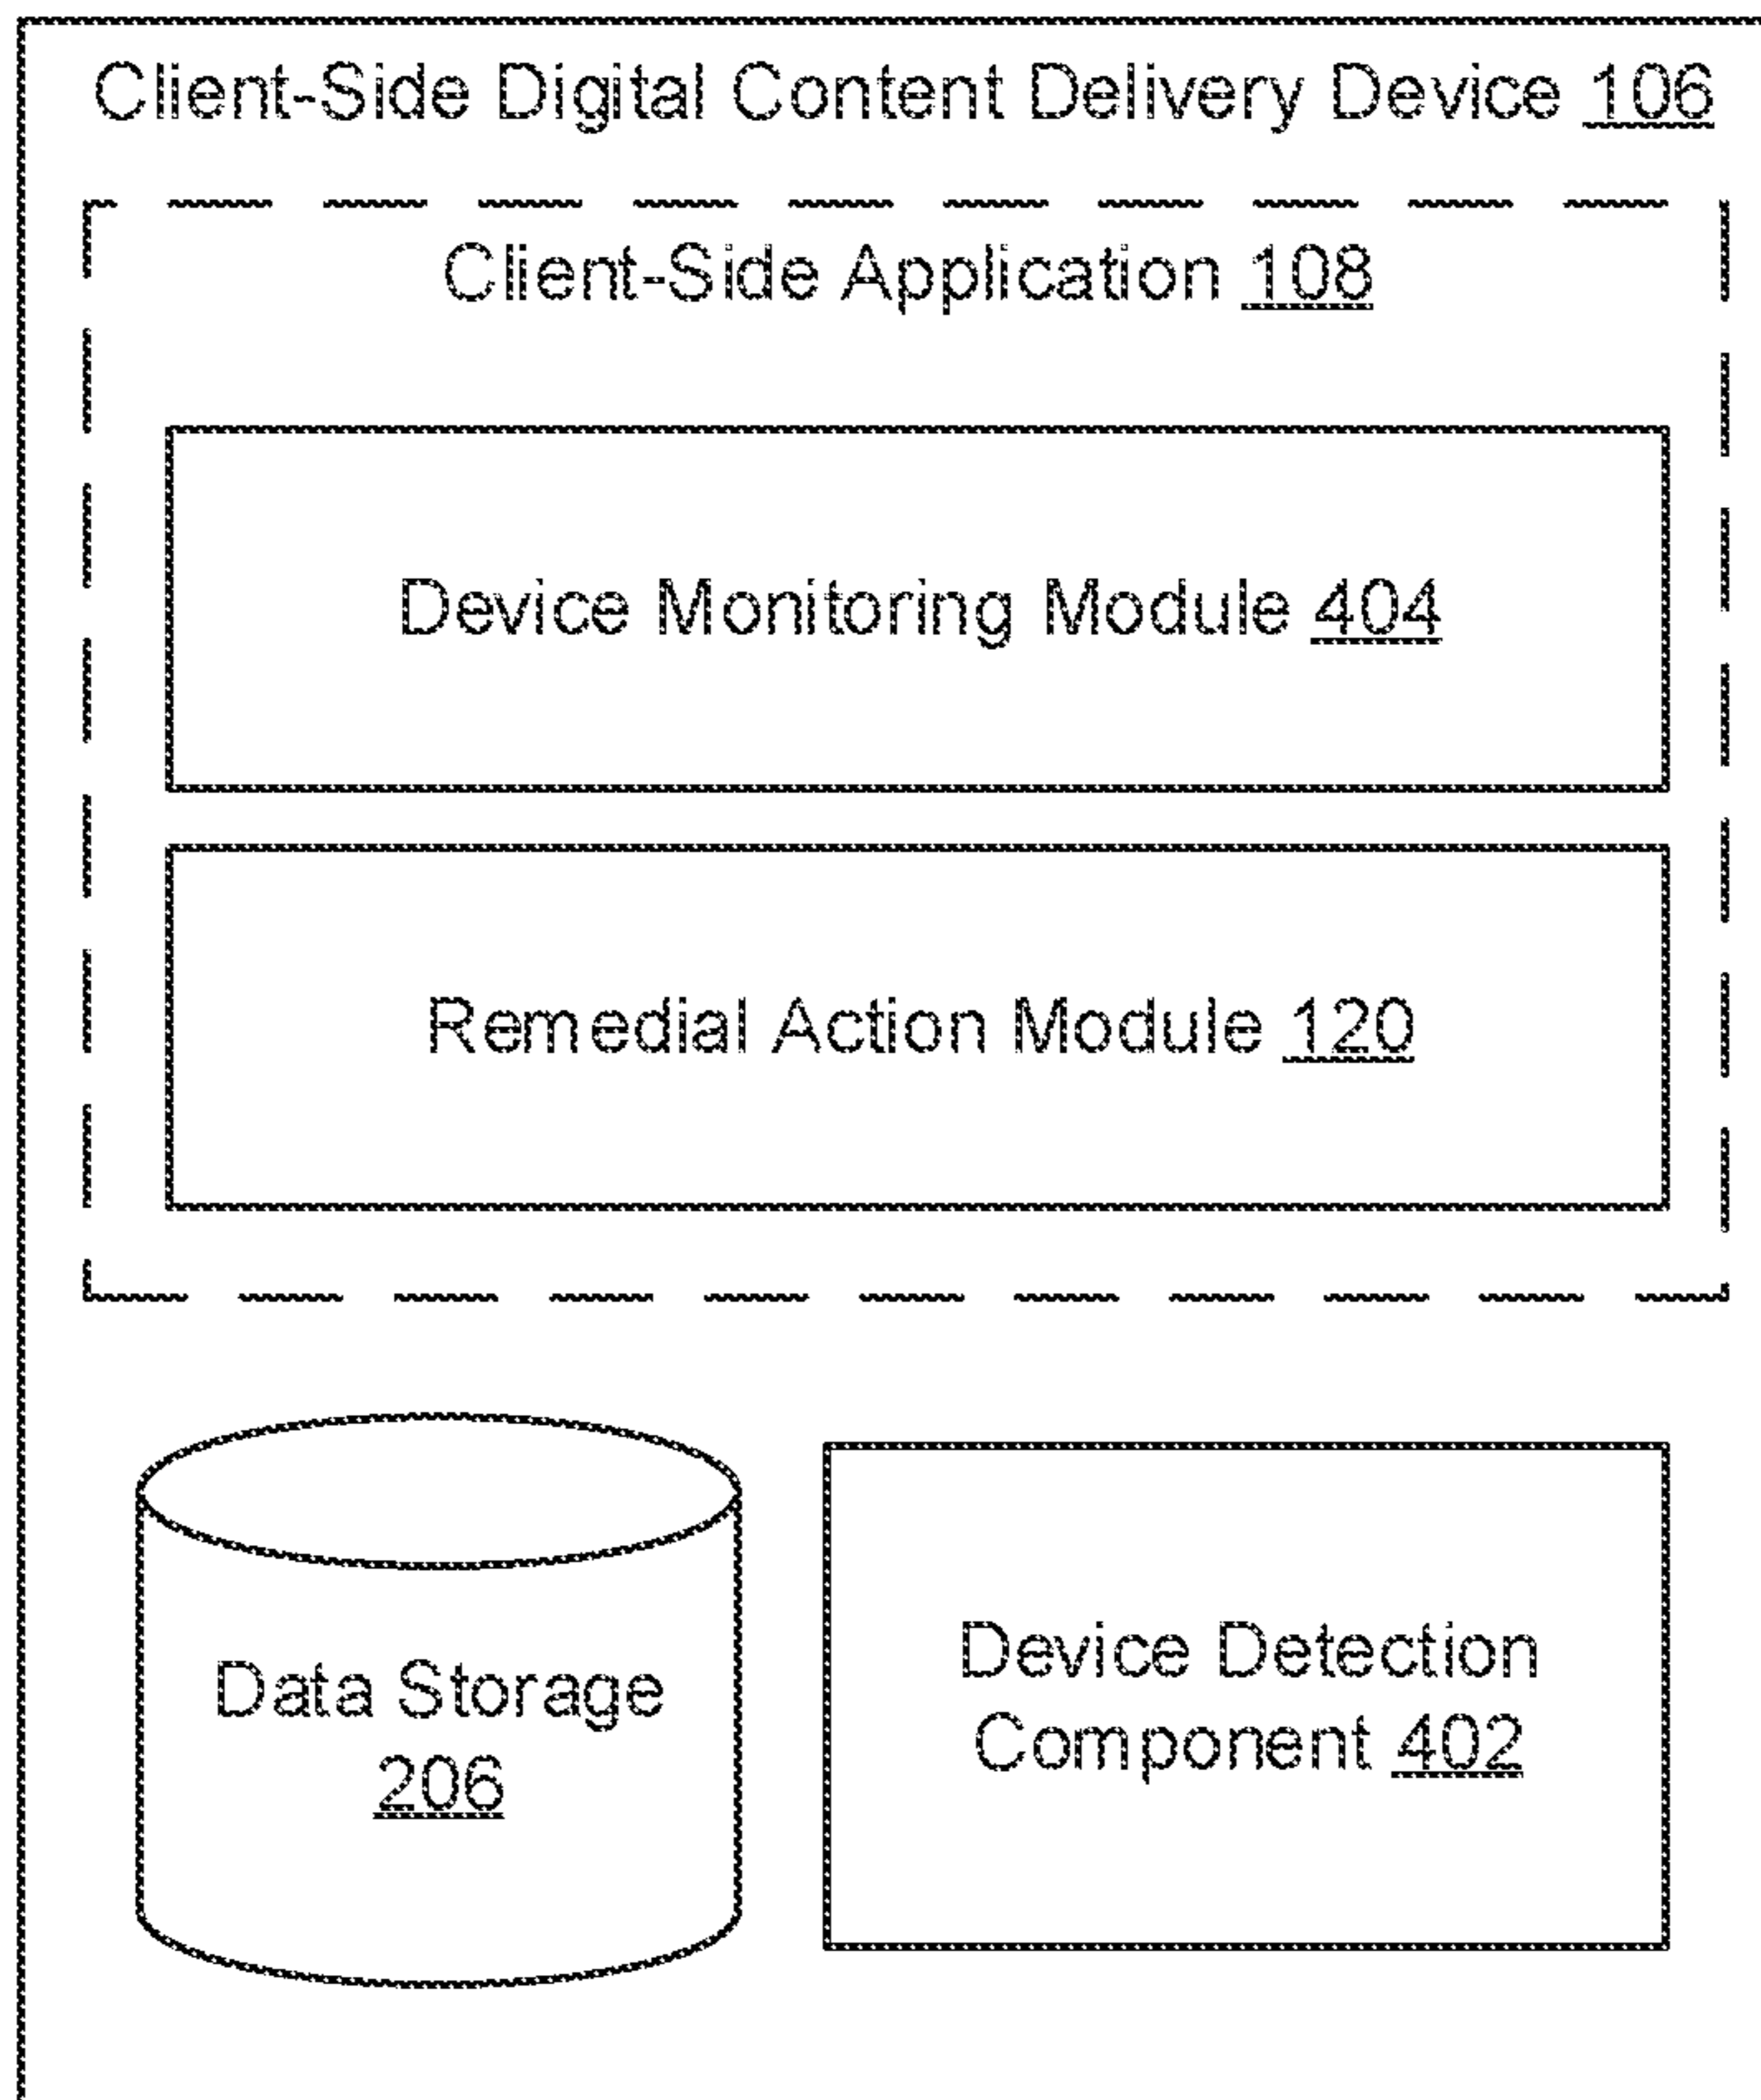 Client-Side Digital Content Delivery Device 106
Client-Side Application 108
Device Monitoring Module 404
Remedial Action Module 120
Data Storage
206
Device Detection
Component 402